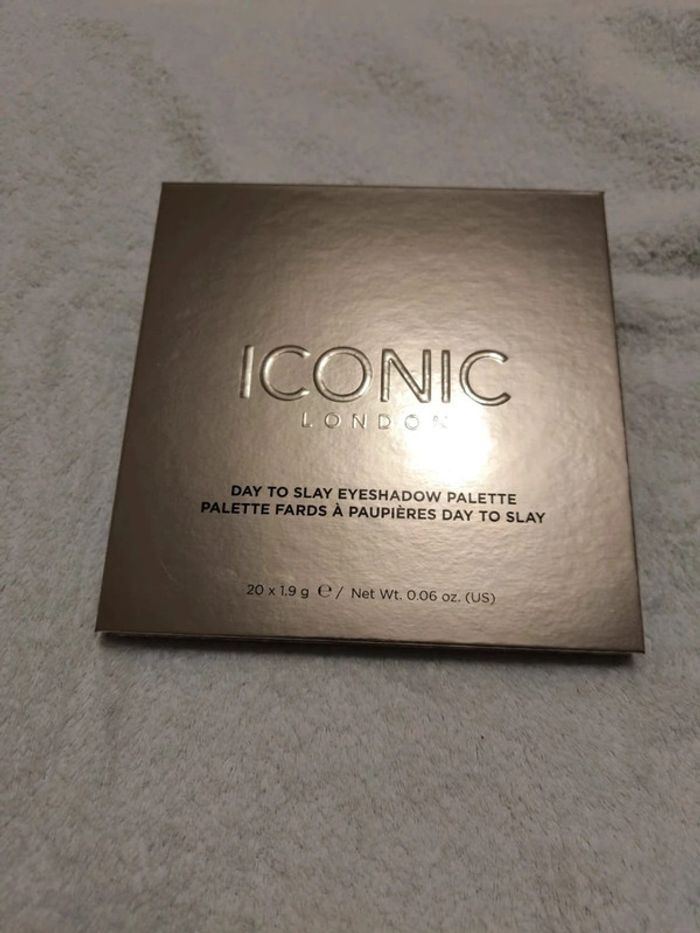 ICONIC
LONDON
DAY TO SLAY EYESHADOW PALETTE
PALETTE FARDS À PAUPIÈRES DAY TO SLAY
20 x 1.9 g ℮ / Net Wt. 0.06 oz. (US)